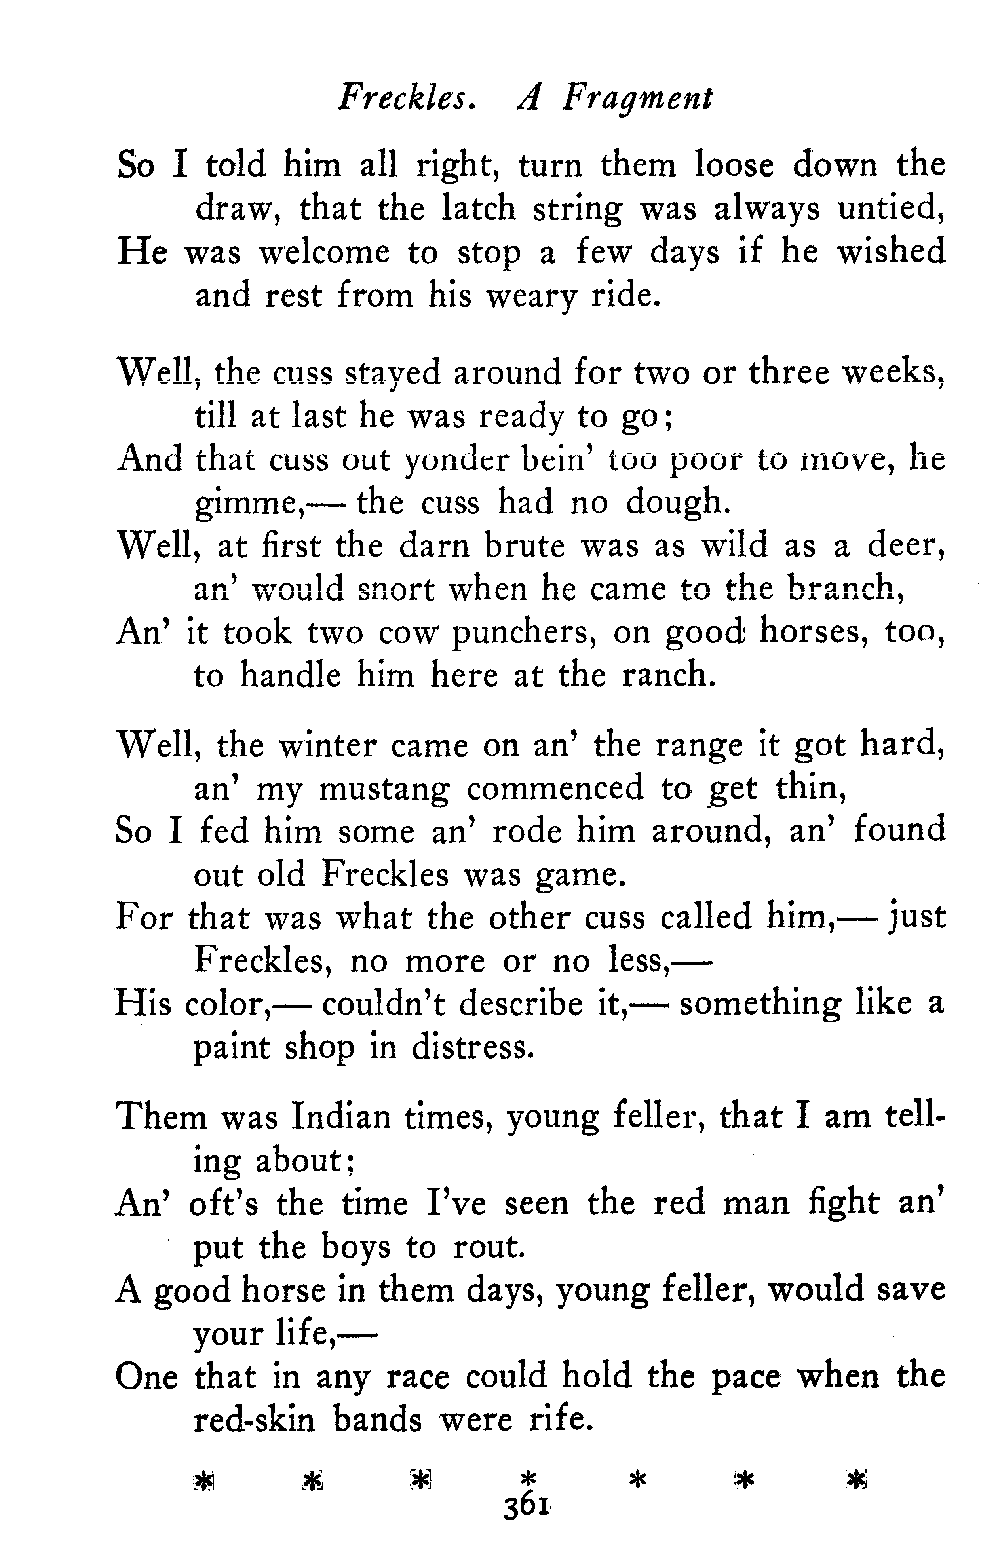 Freckles. A Fragment
So I told him all right, turn them loose down the
draw, that the latch string was always untied,
He was welcome to stop a few days if he wished
and rest from his weary ride.
Well, the cuss stayed around for two or three weeks,
till at last he was ready to go;
And that cuss out yonder bein' too poor to move, he
gimme,— the cuss had no dough.
Well, at first the darn brute was as wild as a deer,
an' would snort when he came to the branch,
An' it took two cow punchers, on good horses, too,
to handle him here at the ranch.
Well, the winter came on an' the range it got hard,
an' my mustang commenced to get thin,
So I fed him some an' rode him around, an' found
out old Freckles was game.
For that was what the other cuss called him,— just
Freckles, no more or no less,—
His color,— couldn't describe it,— something like a
paint shop in distress.
Them was Indian times, young feller, that I am tell-
ing about;
An' oft's the time I've seen the red man fight an'
put the boys to rout.
A good horse in them days, young feller, would save
your life,—
One that in any race could hold the pace when the
red-skin bands were rife.
* * * * * * *
361